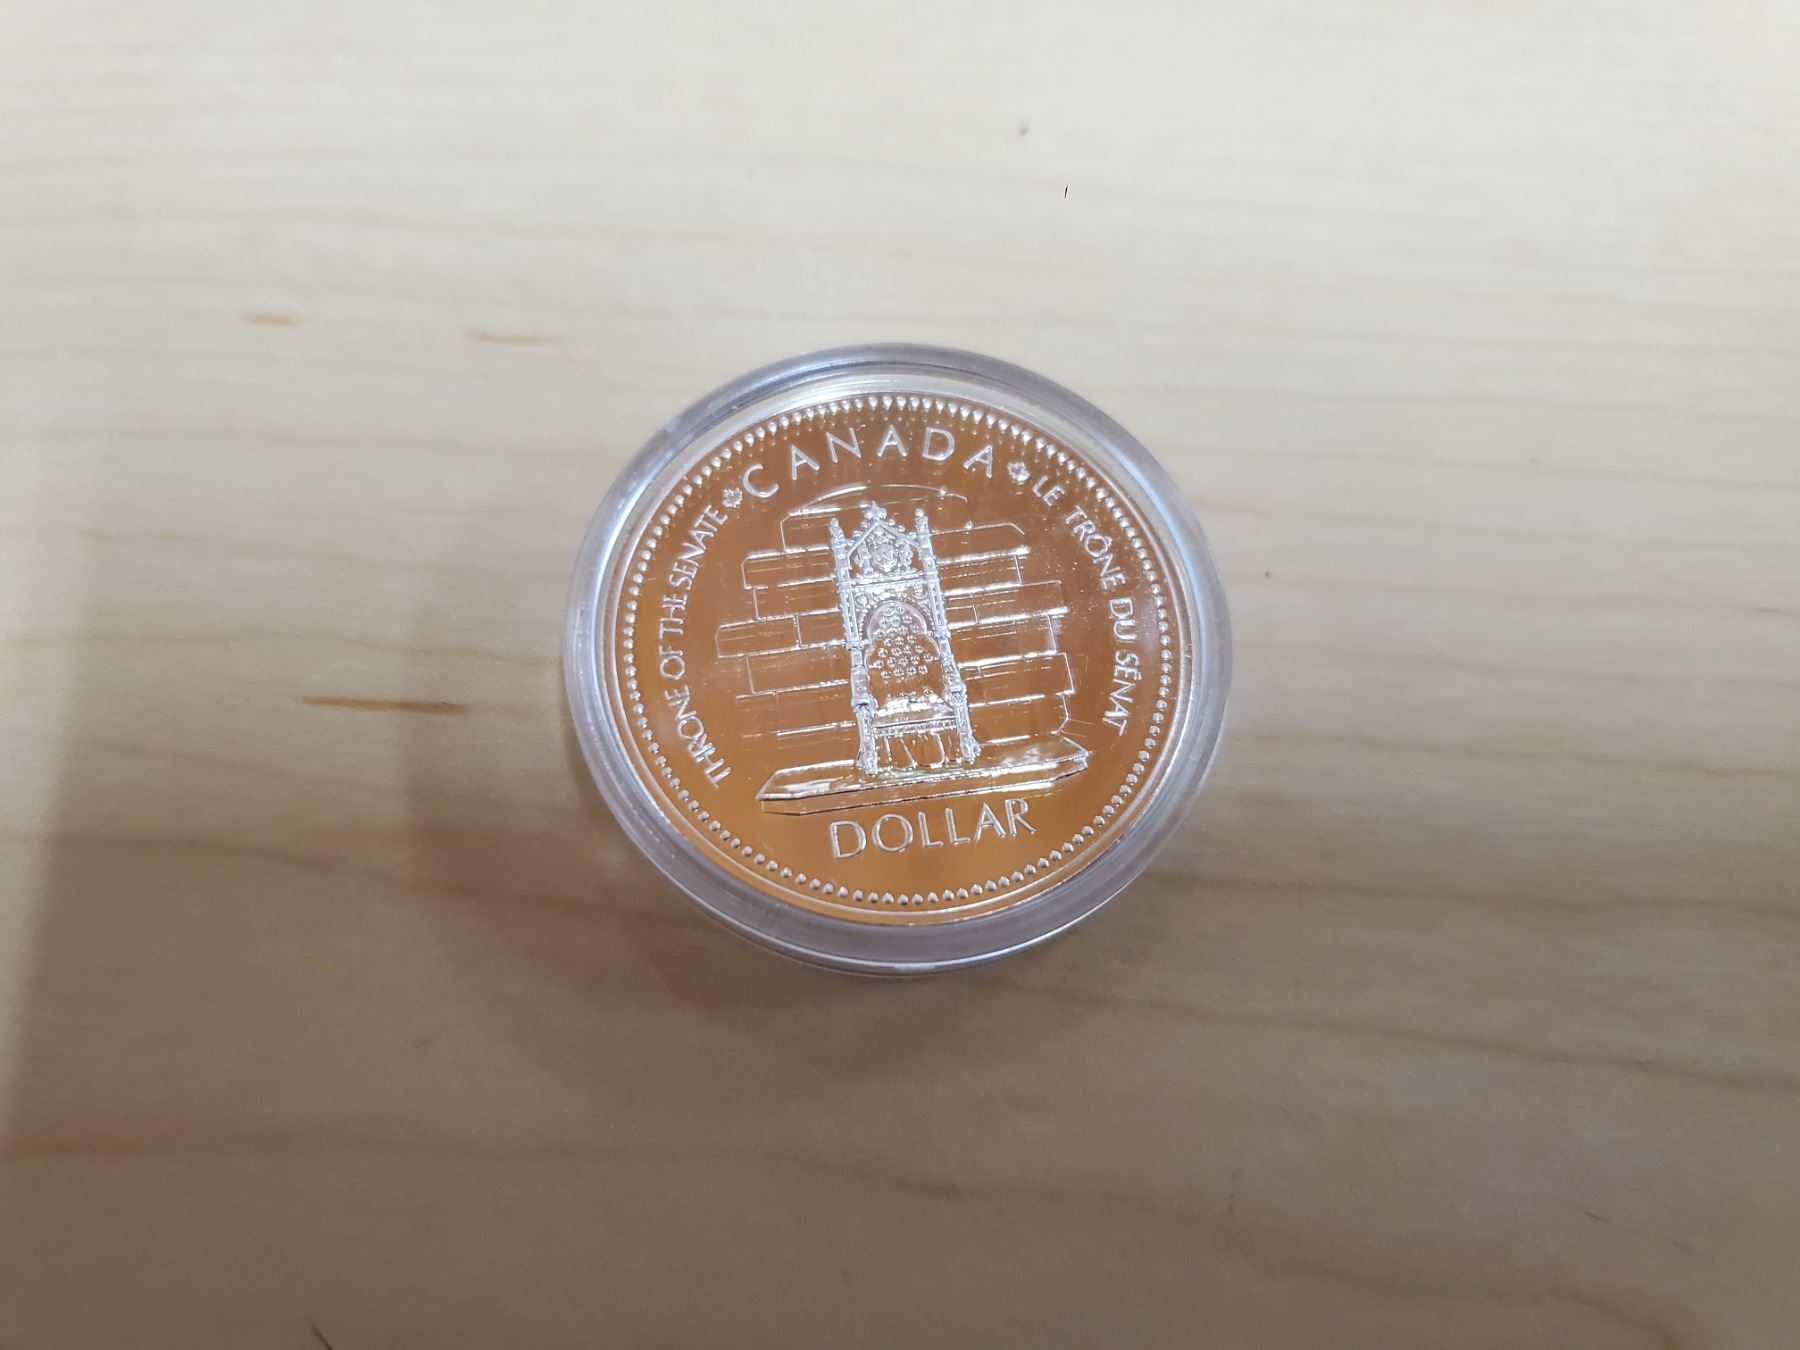 CANADA
THRONE OF THE SENATE
LE TRÔNE DU SÉNAT
DOLLAR